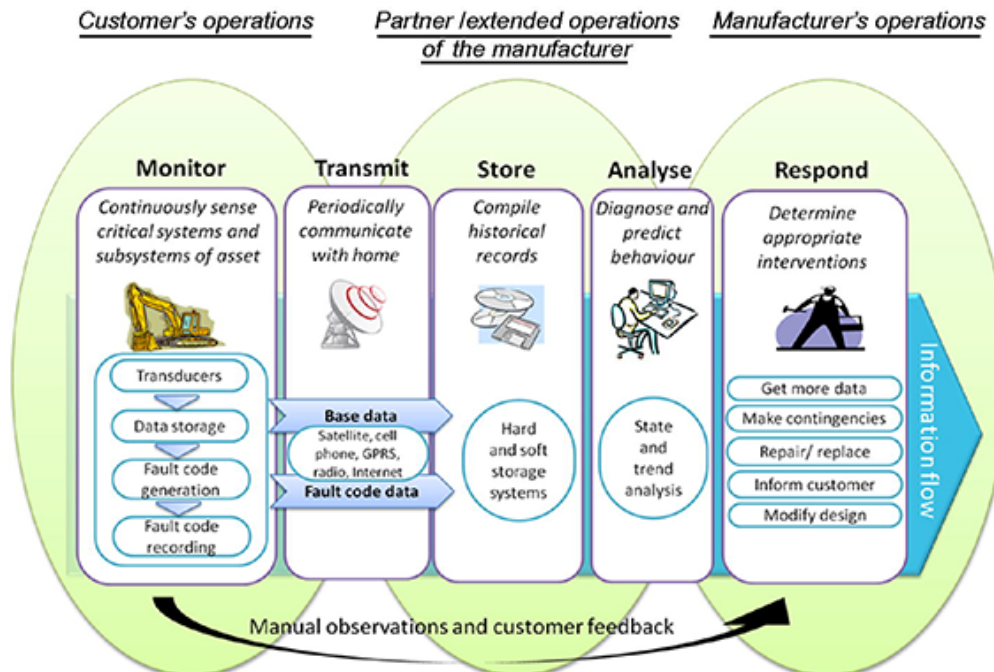 Customer's operations
Partner /extended operations
of the manufacturer
Manufacturer's operations
Monitor
Continuously sense
critical systems and
subsystems of asset
Transducers
Data storage
Fault code
generation
Fault code
recording
Transmit
Periodically
communicate
with home
Base data
Satellite, cell
phone, GPRS,
radio, Internet
Fault code data
Store
Compile
historical
records
Hard
and soft
storage
systems
Analyse
Diagnose and
predict
behaviour
State
and
trend
analysis
Respond
Determine
appropriate
interventions
Get more data
Make contingencies
Repair/ replace
Inform customer
Modify design
Information flow
Manual observations and customer feedback